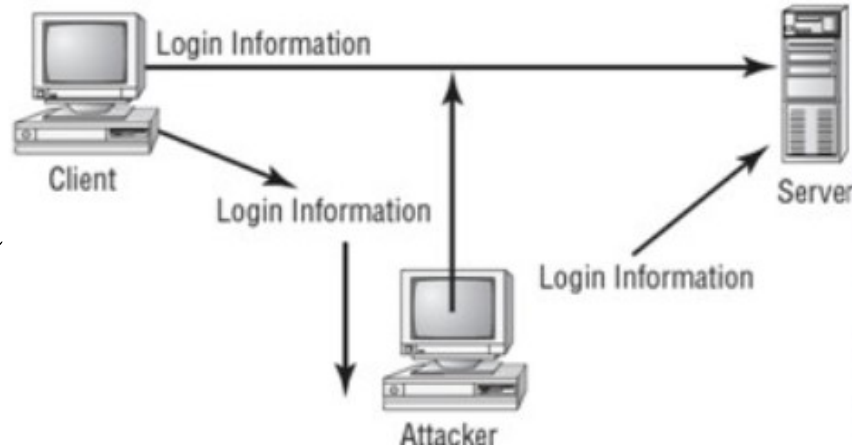 Login Information
Client
Server
Login Information
Login Information
Attacker